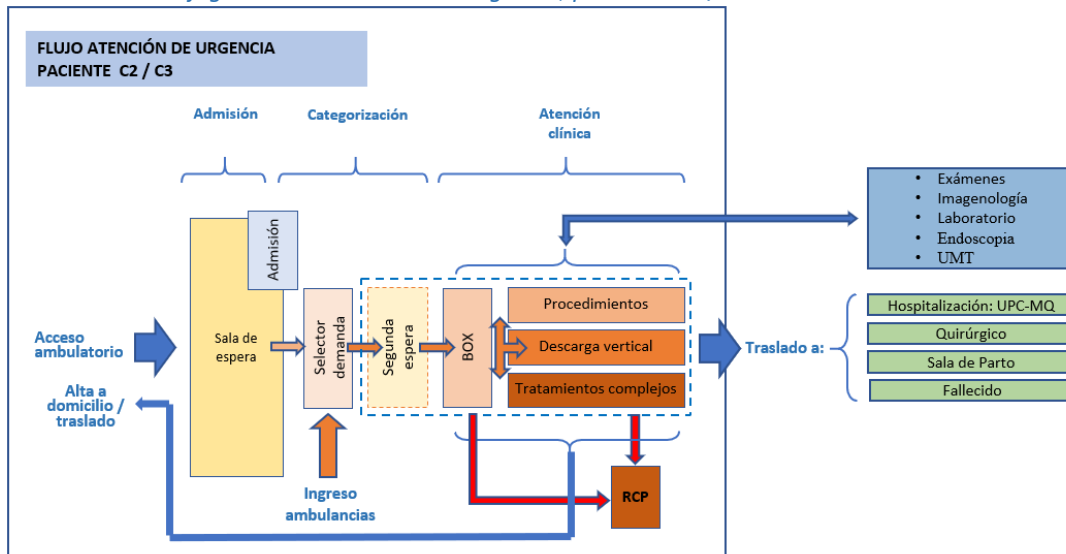 FLUJO ATENCIÓN DE URGENCIA
PACIENTE C2 / C3
Admisión
Categorización
Atención
clínica
Admisión
Sala de
espera
Selector
demanda
Segunda
espera
BOX
Procedimientos
Descarga vertical
Tratamientos complejos
RCP
Acceso
ambulatorio
Alta a
domicilio /
traslado
Ingreso
ambulancias
• Exámenes
• Imagenología
• Laboratorio
• Endoscopia
• UMT
Traslado a:
Hospitalización: UPC-MQ
Quirúrgico
Sala de Parto
Fallecido